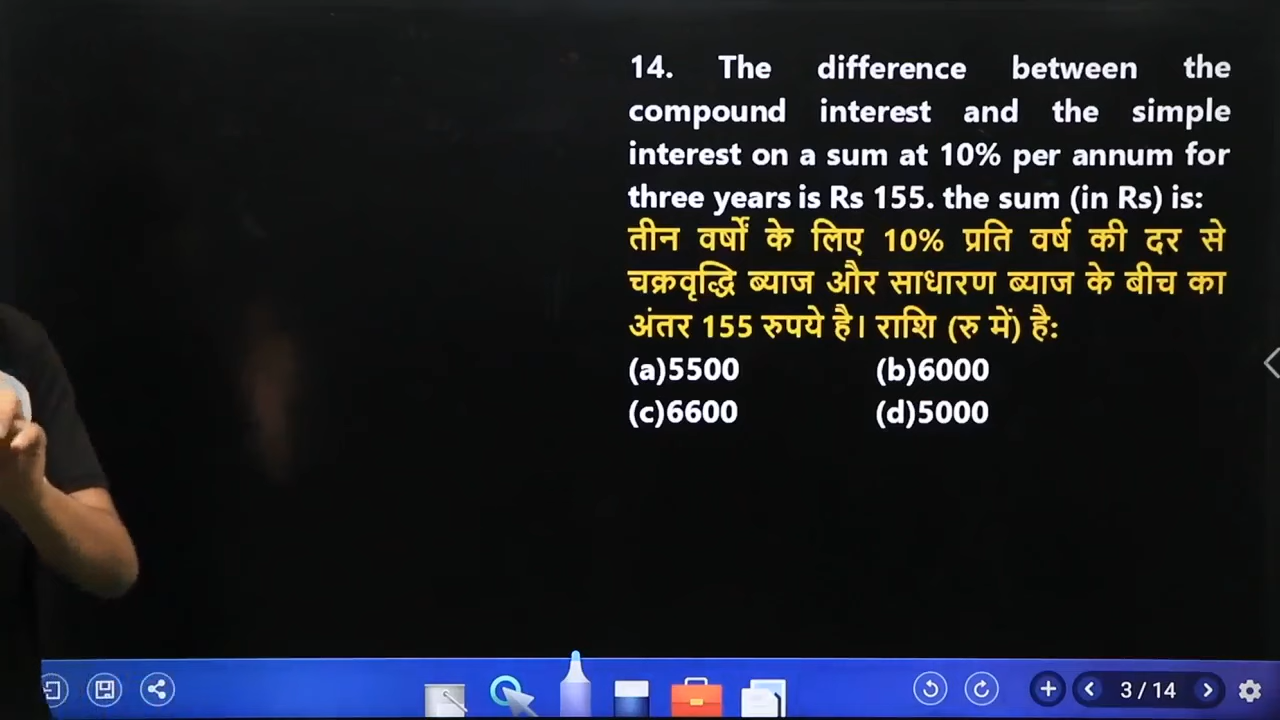 14. The difference between the
compound interest and the simple
interest on a sum at 10% per annum for
three years is Rs 155. the sum (in Rs) is:
तीन वर्षों के लिए 10% प्रति वर्ष की दर से
चक्रवृद्धि ब्याज और साधारण ब्याज के बीच का
अंतर 155 रुपये है। राशि (रु में) है:
(a)5500 (b)6000
(c)6600 (d)5000
3 / 14